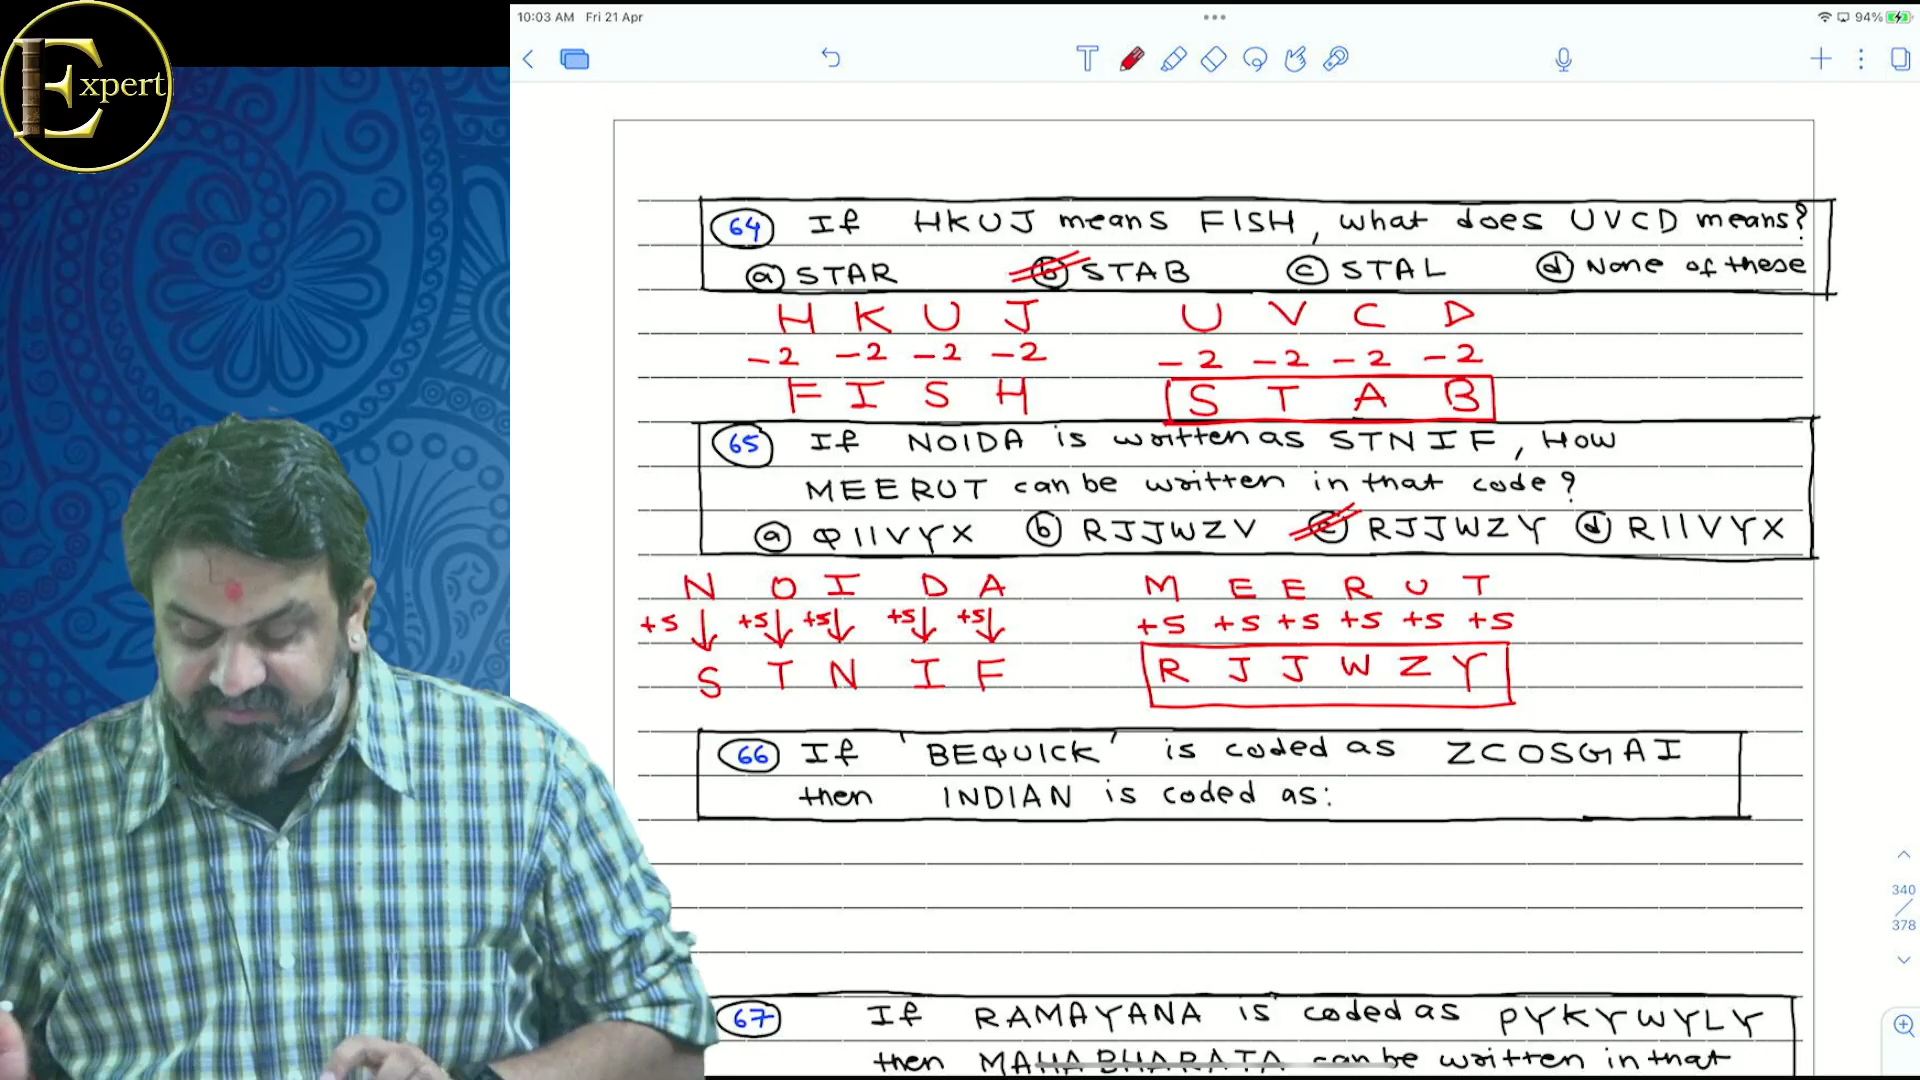 Expert
10:03 AM Fri 21 Apr
94%
64 If HKUJ means FISH, what does UVCD means?
a STAR b STAB c STAL d None of these
H K U J U V C D
-2 -2 -2 -2 -2 -2 -2 -2
F I S H S T A B
65 If NOIDA is written as STNIF, How
MEERUT can be written in that code?
a QIIVYX b RJJWZV c RJJWZY d RIIVYX
N O I D A M E E R U T
+5 +5 +5 +5 +5 +5 +5 +5 +5 +5 +5
S T N I F R J J W Z Y
66 If 'BEQUICK' is coded as ZCOSGAI
then INDIAN is coded as:
340
378
67 If RAMAYANA is coded as PYKYWYLY
then MAHABHARATA can be written in that